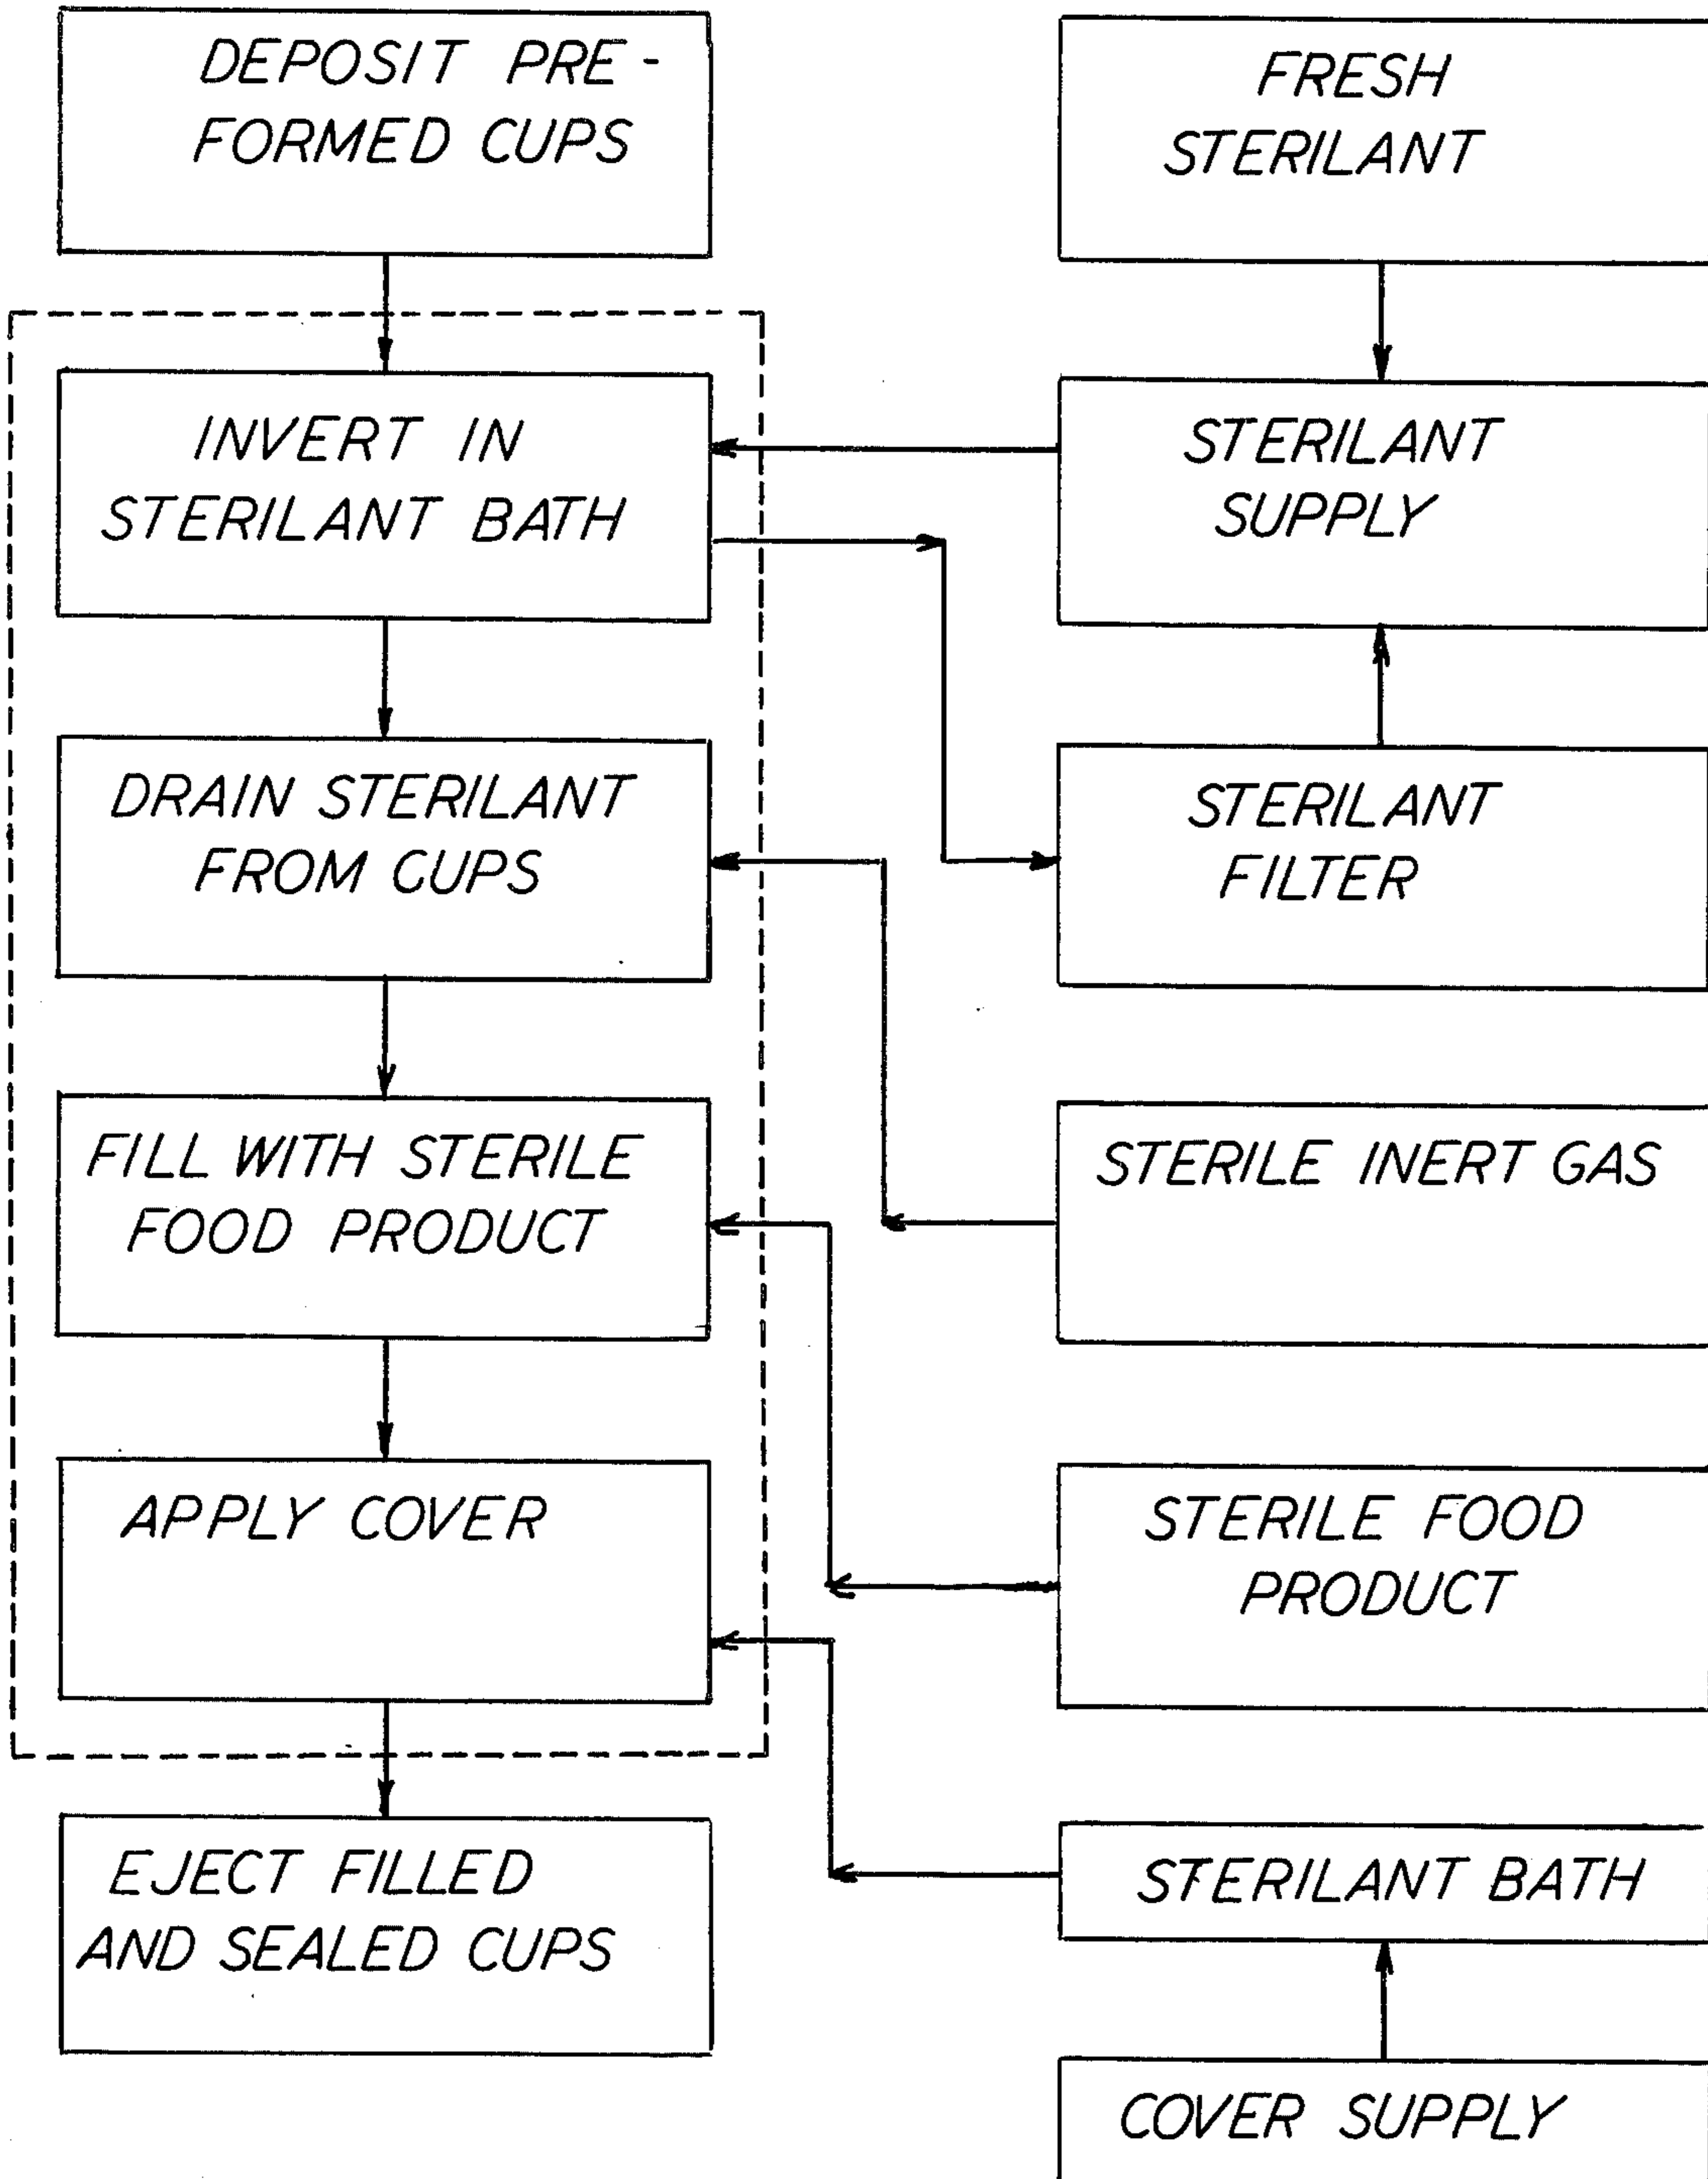 DEPOSIT PRE-
FORMED CUPS
FRESH
STERILANT
INVERT IN
STERILANT BATH
STERILANT
SUPPLY
DRAIN STERILANT
FROM CUPS
STERILANT
FILTER
FILL WITH STERILE
FOOD PRODUCT
STERILE INERT GAS
APPLY COVER
STERILE FOOD
PRODUCT
EJECT FILLED
AND SEALED CUPS
STERILANT BATH
COVER SUPPLY